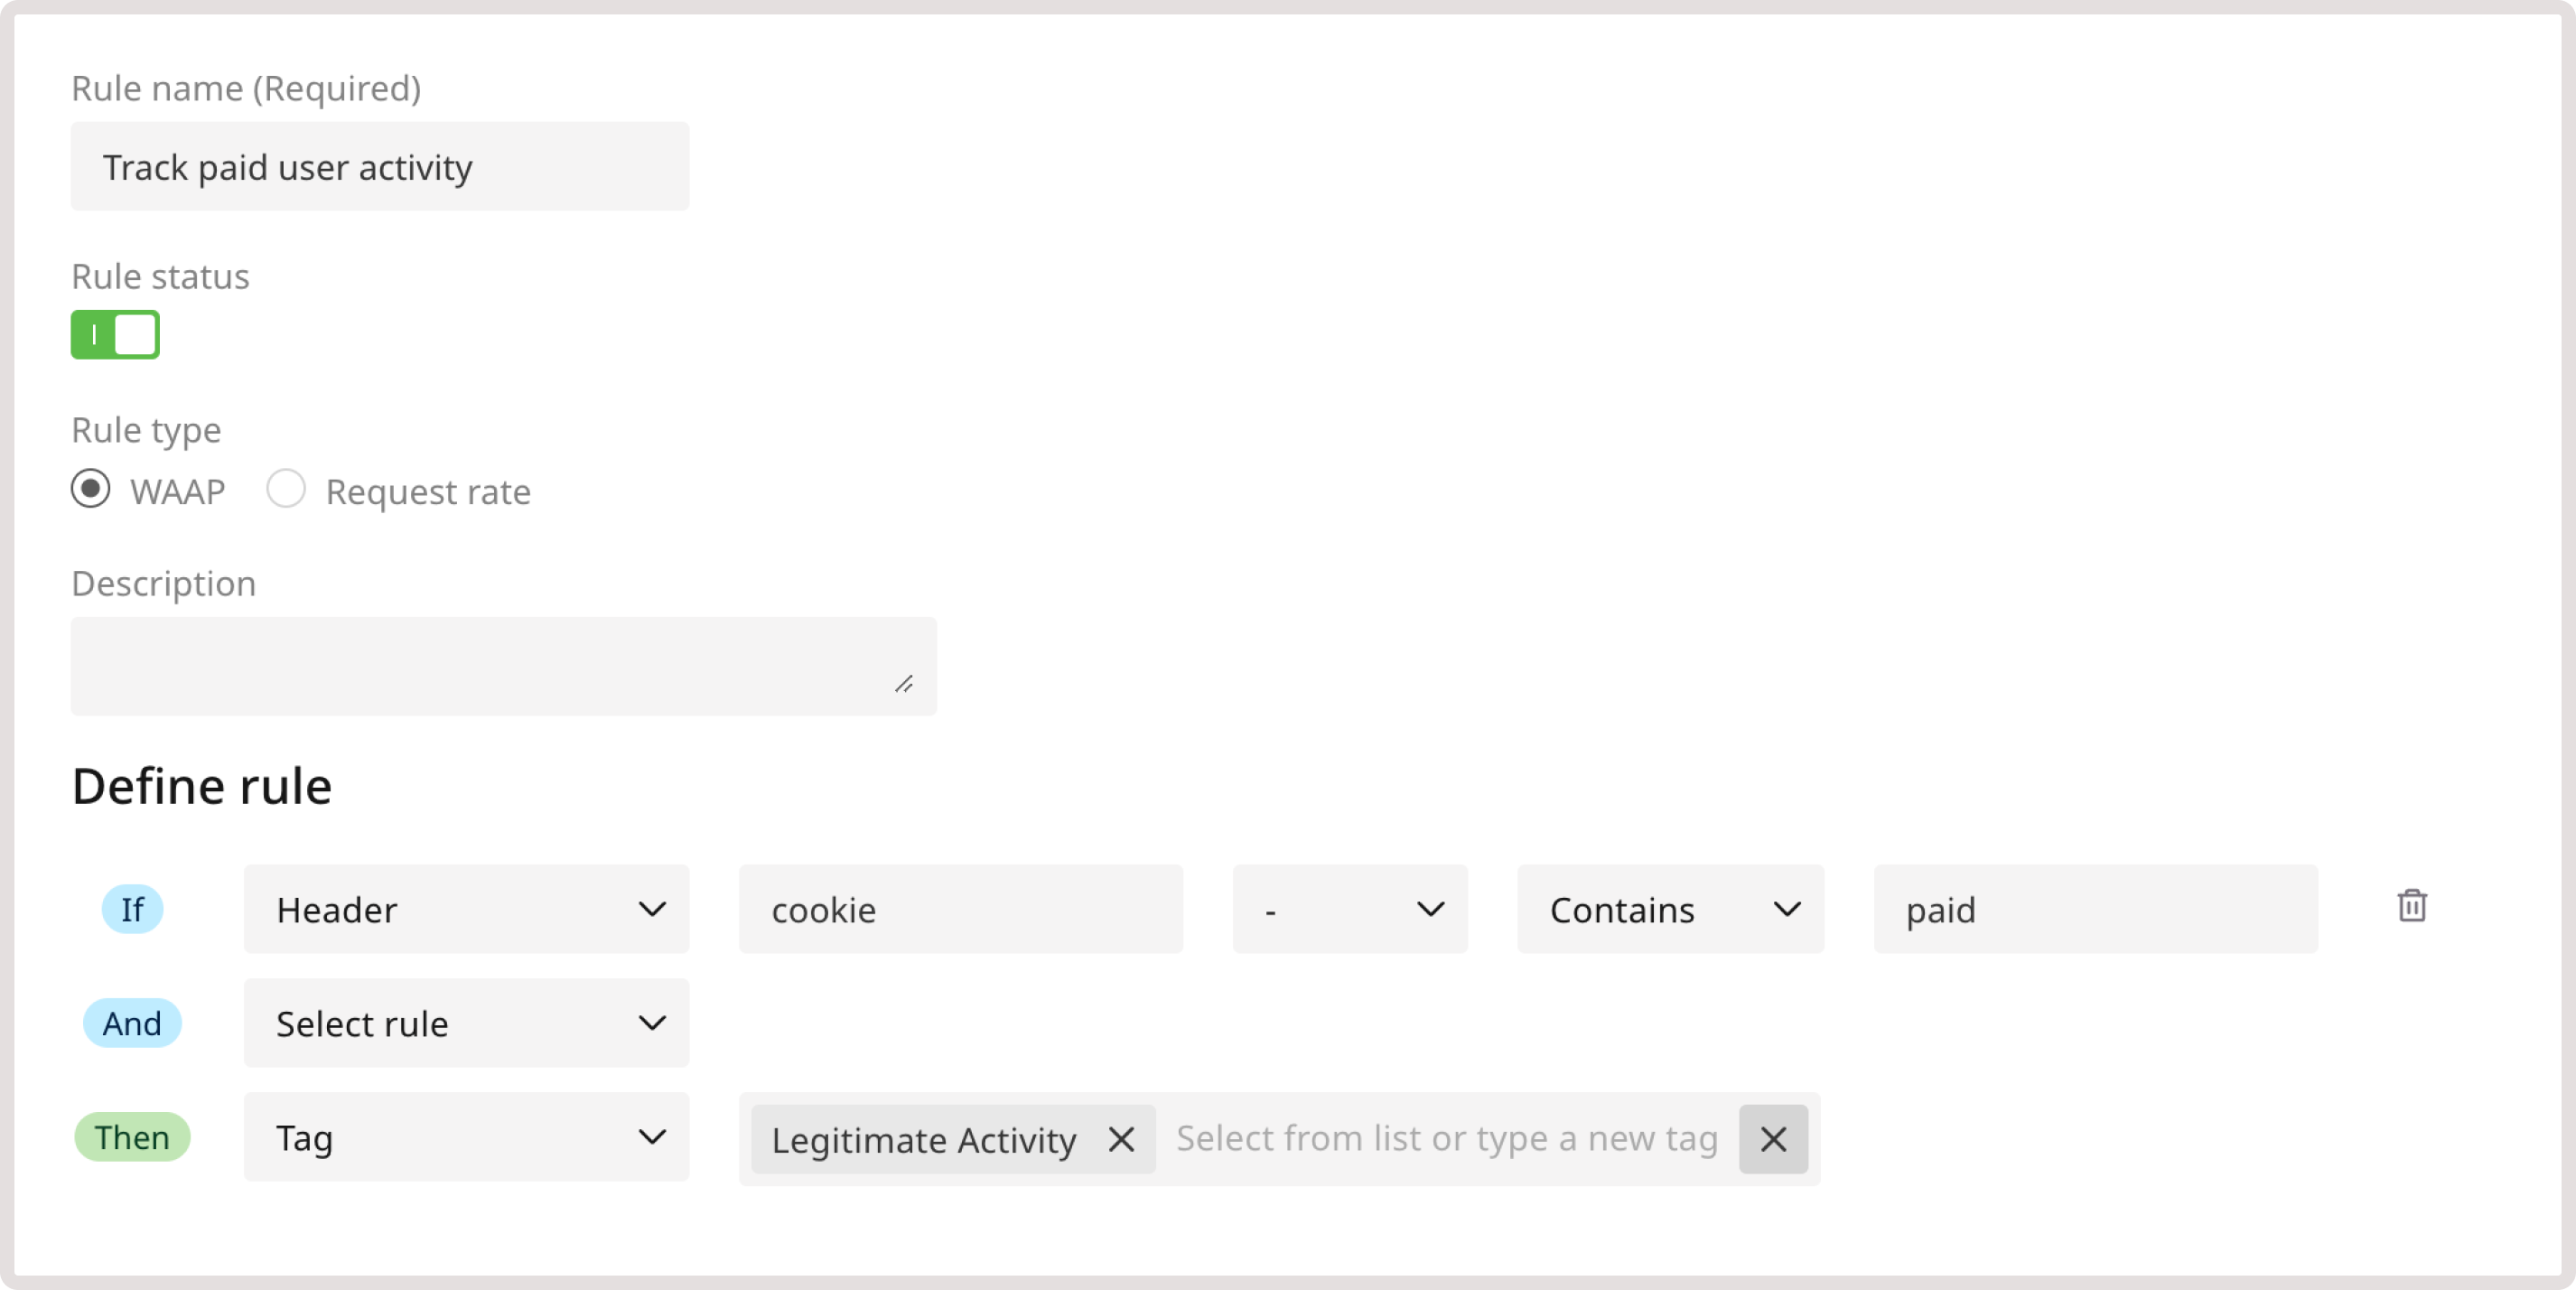 Rule name (Required)
Track paid user activity
Rule status
Rule type
WAAP Request rate
Description
Define rule
If Header cookie - Contains paid
And Select rule
Then Tag Legitimate Activity Select from list or type a new tag